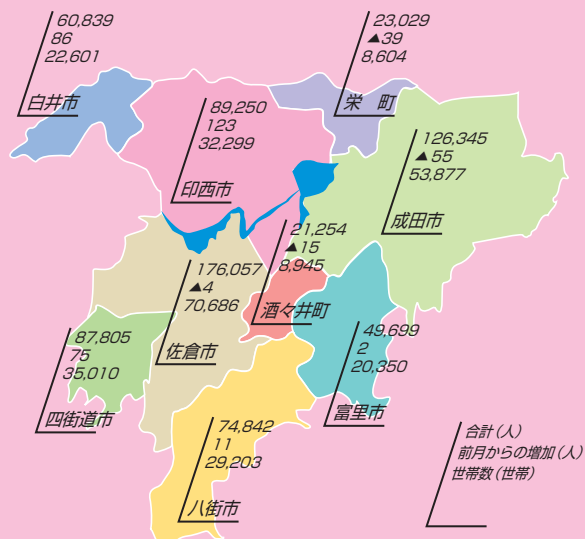 60,839
86
22,601
白井市
23,029
▲39
8,604
栄 町
89,250
123
32,299
印西市
126,345
▲55
53,877
成田市
21,254
▲15
8,945
酒々井町
176,057
▲4
70,686
佐倉市
87,805
75
35,010
四街道市
49,699
2
20,350
富里市
74,842
11
29,203
八街市
合計(人)
前月からの増加(人)
世帯数(世帯)